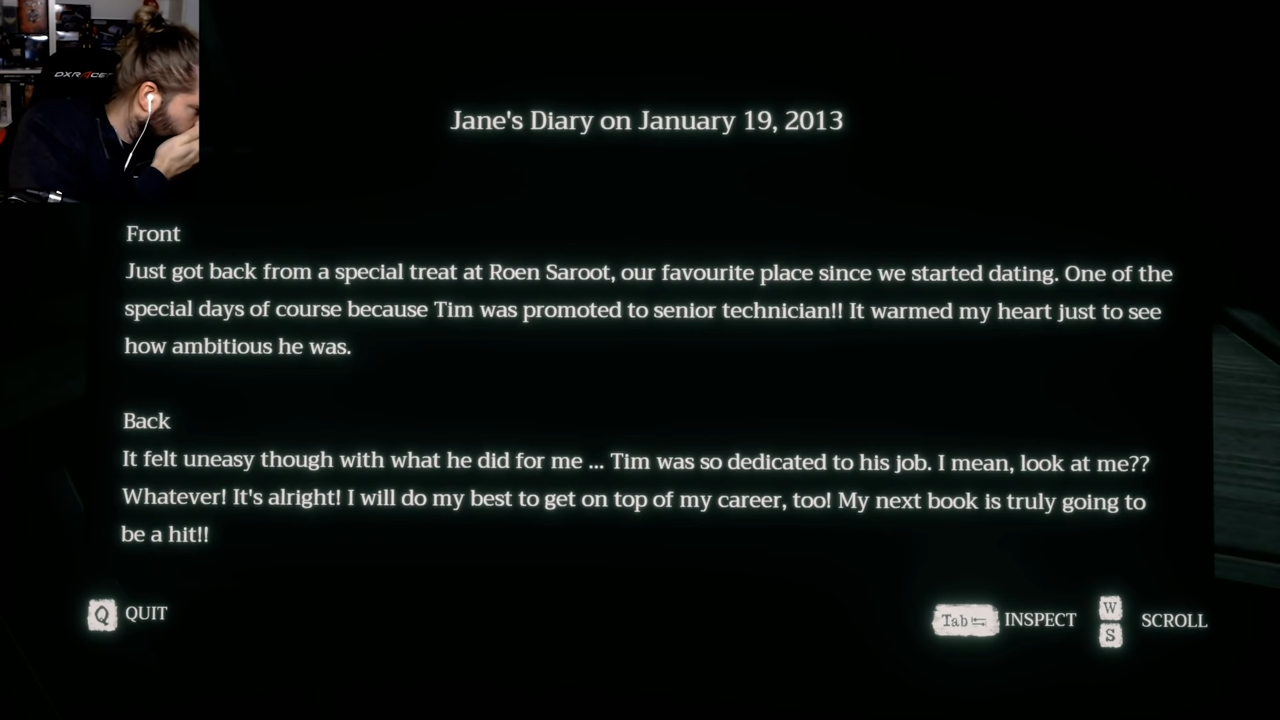 DXRACER
Jane's Diary on January 19, 2013
Front
Just got back from a special treat at Roen Saroot, our favourite place since we started dating. One of the
special days of course because Tim was promoted to senior technician!! It warmed my heart just to see
how ambitious he was.
Back
It felt uneasy though with what he did for me ... Tim was so dedicated to his job. I mean, look at me??
Whatever! It's alright! I will do my best to get on top of my career, too! My next book is truly going to
be a hit!!
Q QUIT
Tab INSPECT
W
S
SCROLL